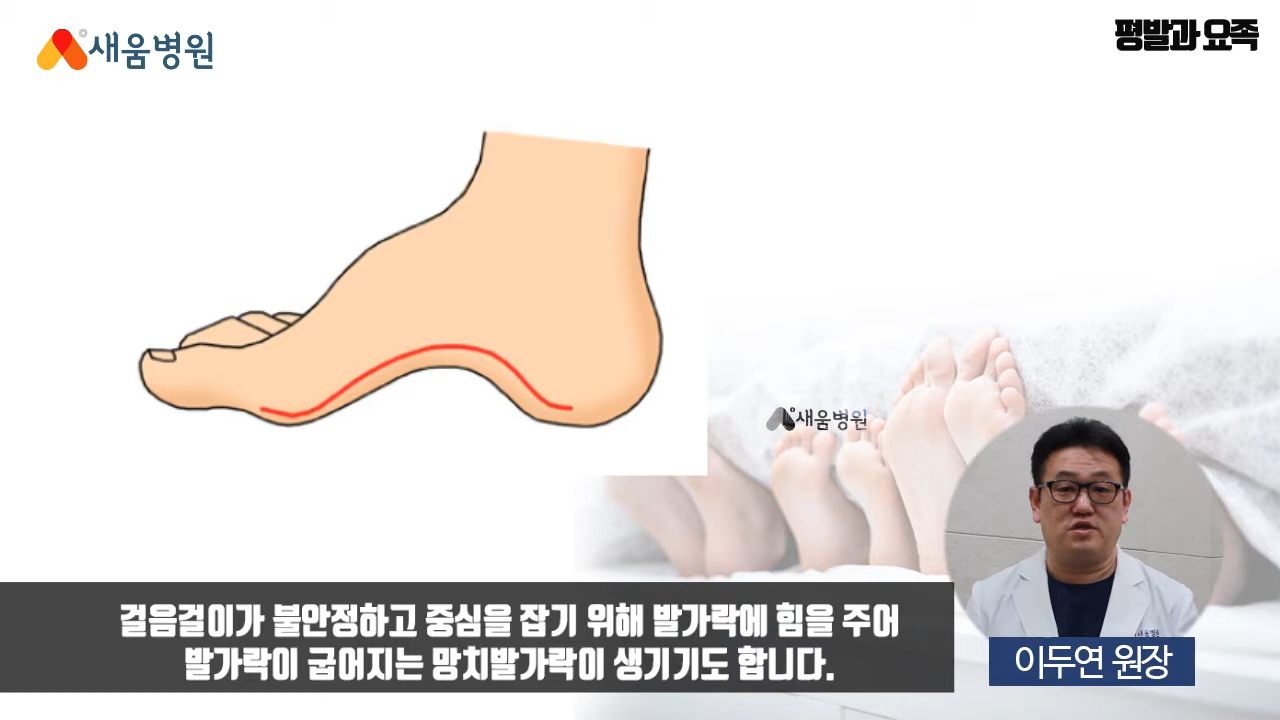 새움병원
평발과 요족
새움병원
걸음걸이가 불안정하고 중심을 잡기 위해 발가락에 힘을 주어
발가락이 굽어지는 망치발가락이 생기기도 합니다.
이두연 원장